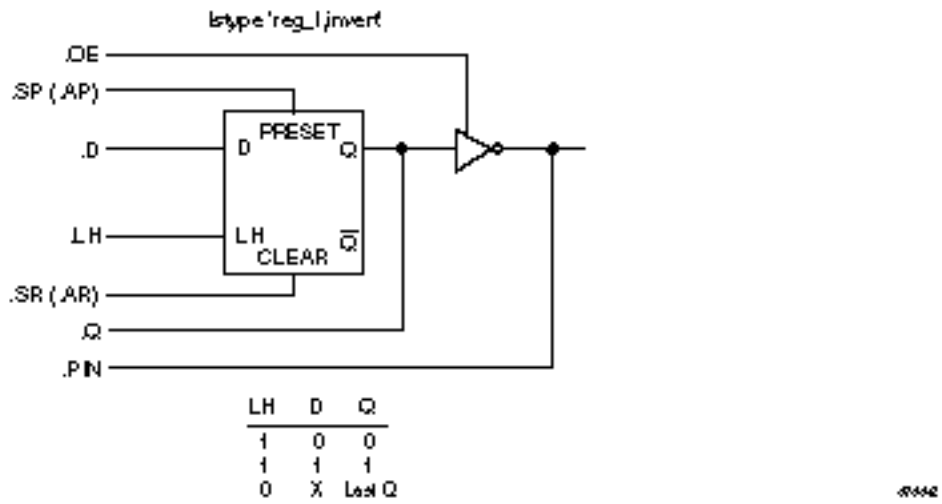 Istype 'reg_l,invert'
.OE
.SP (.AP)
PRESET
.D
D
Q
.LH
LH
Q
CLEAR
.SR (.AR)
.Q
.PIN
LH D Q
1 0 0
1 1 1
0 X Last Q